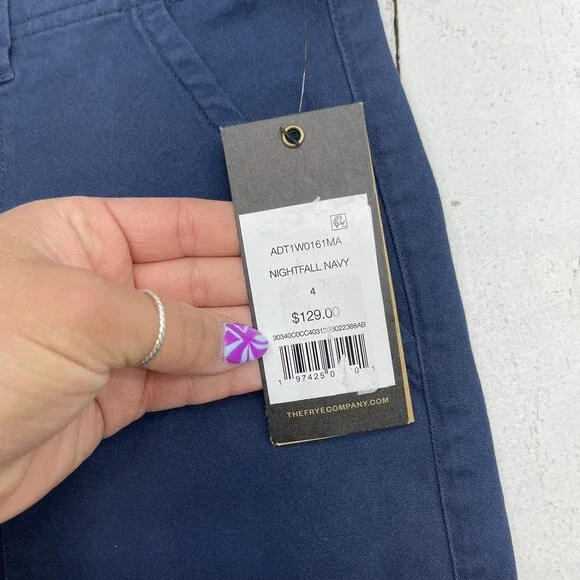 ADT1W0161MA
NIGHTFALL NAVY
4
$129.00
THEFRYECOMPANY.COM